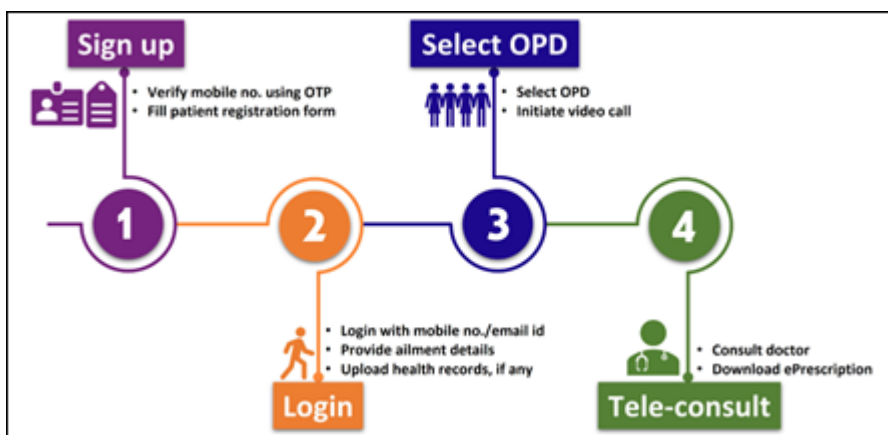 Sign up
• Verify mobile no. using OTP
• Fill patient registration form
1
2
• Login with mobile no./email id
• Provide ailment details
• Upload health records, if any
Login
Select OPD
• Select OPD
• Initiate video call
3
4
• Consult doctor
• Download ePrescription
Tele-consult